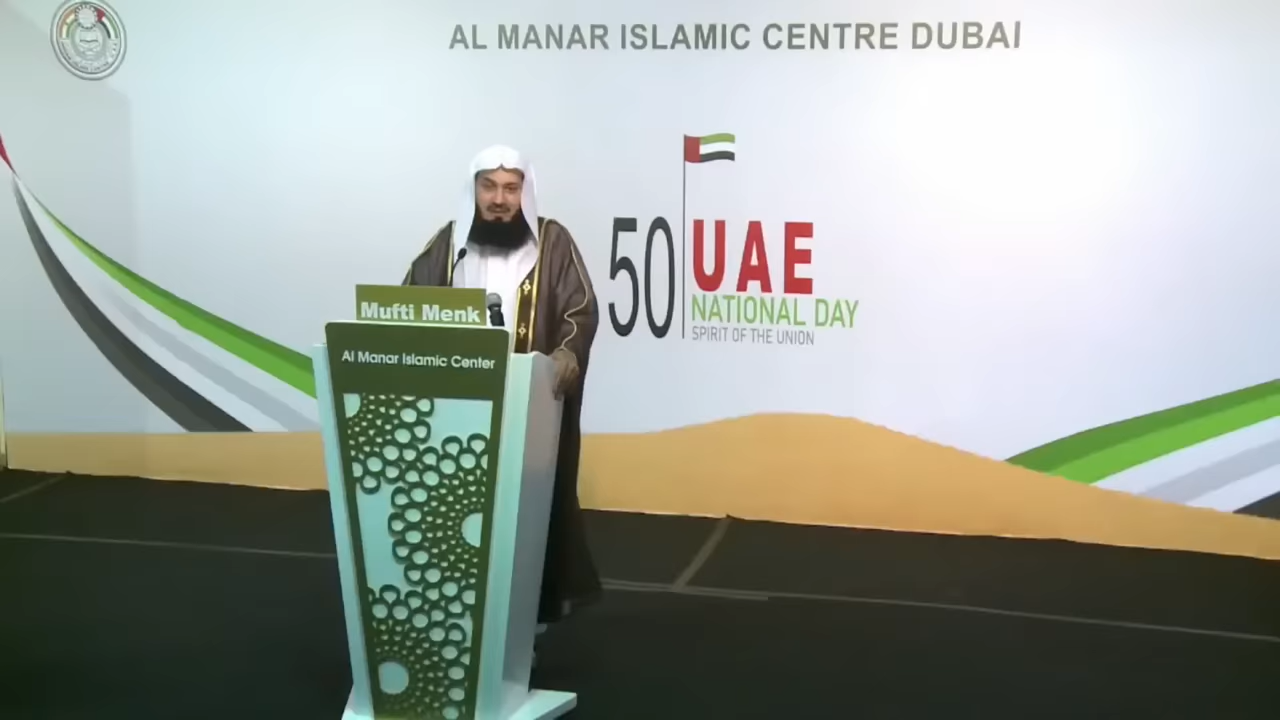 AL MANAR ISLAMIC CENTRE DUBAI
50
UAE
NATIONAL DAY
SPIRIT OF THE UNION
Mufti Menk
Al Manar Islamic Center